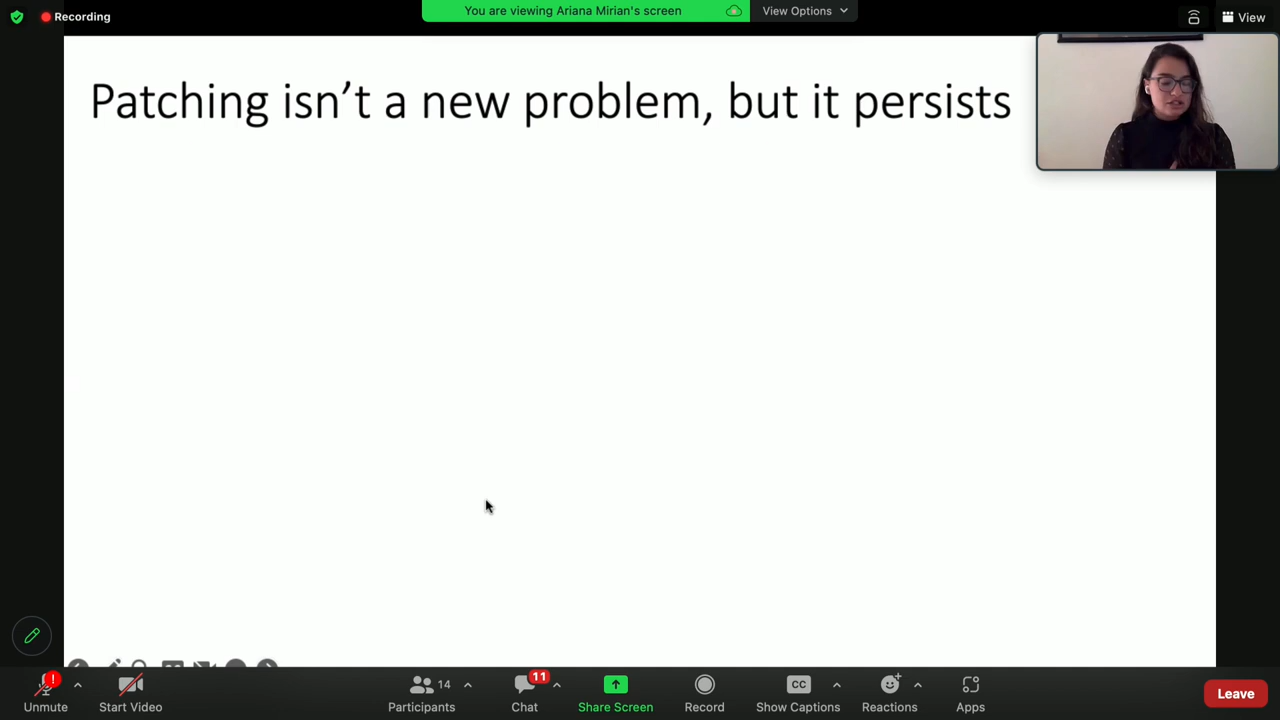 Recording
You are viewing Ariana Mirian's screen
View Options
View
Patching isn’t a new problem, but it persists
Unmute
Start Video
14
Participants
11
Chat
Share Screen
Record
CC
Show Captions
Reactions
Apps
Leave